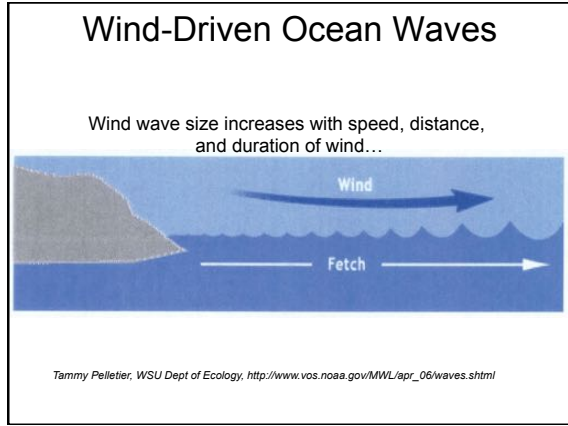 Wind-Driven Ocean Waves
Wind wave size increases with speed, distance,
and duration of wind…
Wind
Fetch
Tammy Pelletier, WSU Dept of Ecology, http://www.vos.noaa.gov/MWL/apr_06/waves.shtml